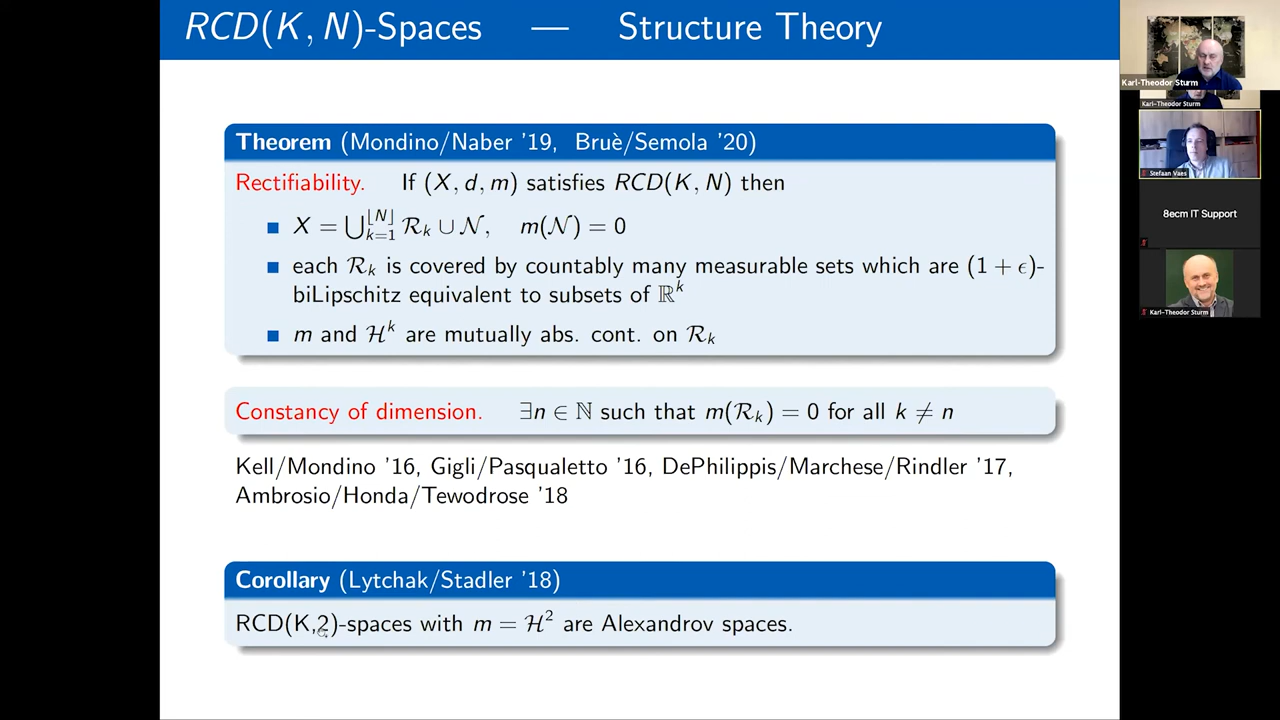 RCD(K, N)-Spaces — Structure Theory
Theorem (Mondino/Naber '19, Bruè/Semola '20)
Rectifiability. If (X, d, m) satisfies RCD(K, N) then
X = ⋃_{k=1}^{⌊N⌋} ℛ_k ∪ 𝒩, m(𝒩) = 0
each ℛ_k is covered by countably many measurable sets which are (1 + ϵ)-
biLipschitz equivalent to subsets of ℝ^k
m and ℋ^k are mutually abs. cont. on ℛ_k
Constancy of dimension. ∃n ∈ ℕ such that m(ℛ_k) = 0 for all k ≠ n
Kell/Mondino '16, Gigli/Pasqualetto '16, DePhilippis/Marchese/Rindler '17,
Ambrosio/Honda/Tewodrose '18
Corollary (Lytchak/Stadler '18)
RCD(K,2)-spaces with m = ℋ² are Alexandrov spaces.
Karl-Theodor Sturm
Karl-Theodor Sturm
Stefaan Vaes
8ecm IT Support
Karl-Theodor Sturm